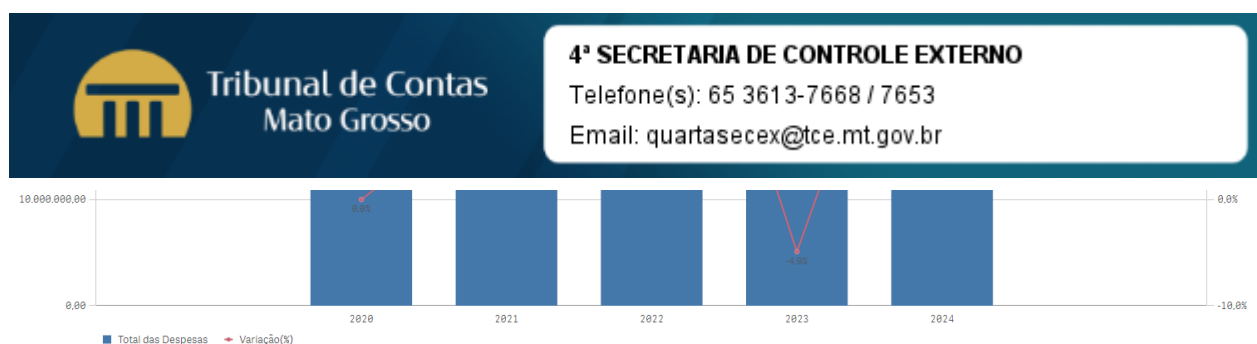 Tribunal de Contas
Mato Grosso
4ª SECRETARIA DE CONTROLE EXTERNO
Telefone(s): 65 3613-7668 / 7653
Email: quartasecex@tce.mt.gov.br
10.000.000,00
0,0%
0,0%
-4,9%
0,00
-10,0%
2020 2021 2022 2023 2024
Total das Despesas Variação(%)